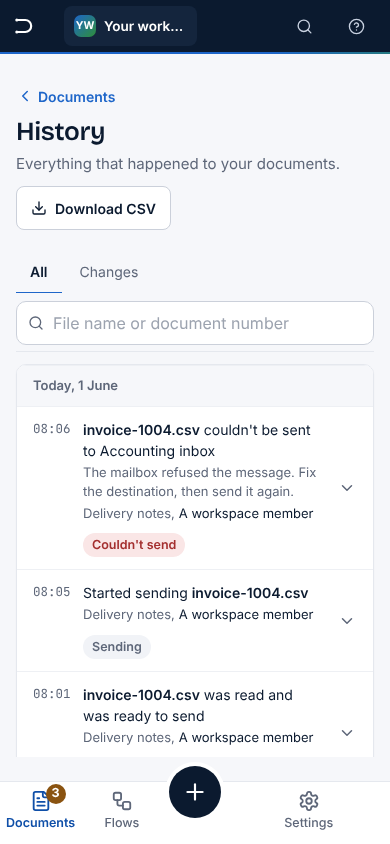 YW Your work...
Documents
History
Everything that happened to your documents.
Download CSV
All Changes
File name or document number
Today, 1 June
08:06 invoice-1004.csv couldn't be sent
to Accounting inbox
The mailbox refused the message. Fix
the destination, then send it again.
Delivery notes, A workspace member
Couldn't send
08:05 Started sending invoice-1004.csv
Delivery notes, A workspace member
Sending
08:01 invoice-1004.csv was read and
was ready to send
Delivery notes, A workspace member
3
Documents Flows Settings